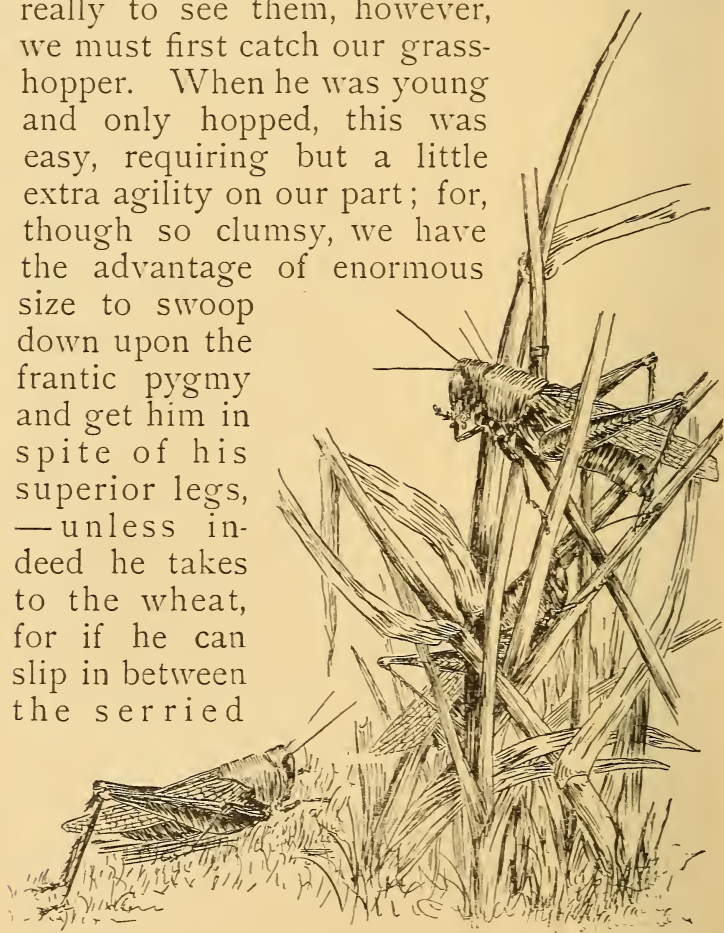 really to see them, however,
we must first catch our grass-
hopper. When he was young
and only hopped, this was
easy, requiring but a little
extra agility on our part; for,
though so clumsy, we have
the advantage of enormous
size to swoop
down upon the
frantic pygmy
and get him in
spite of his
superior legs,
—unless in-
deed he takes
to the wheat,
for if he can
slip in between
the serried